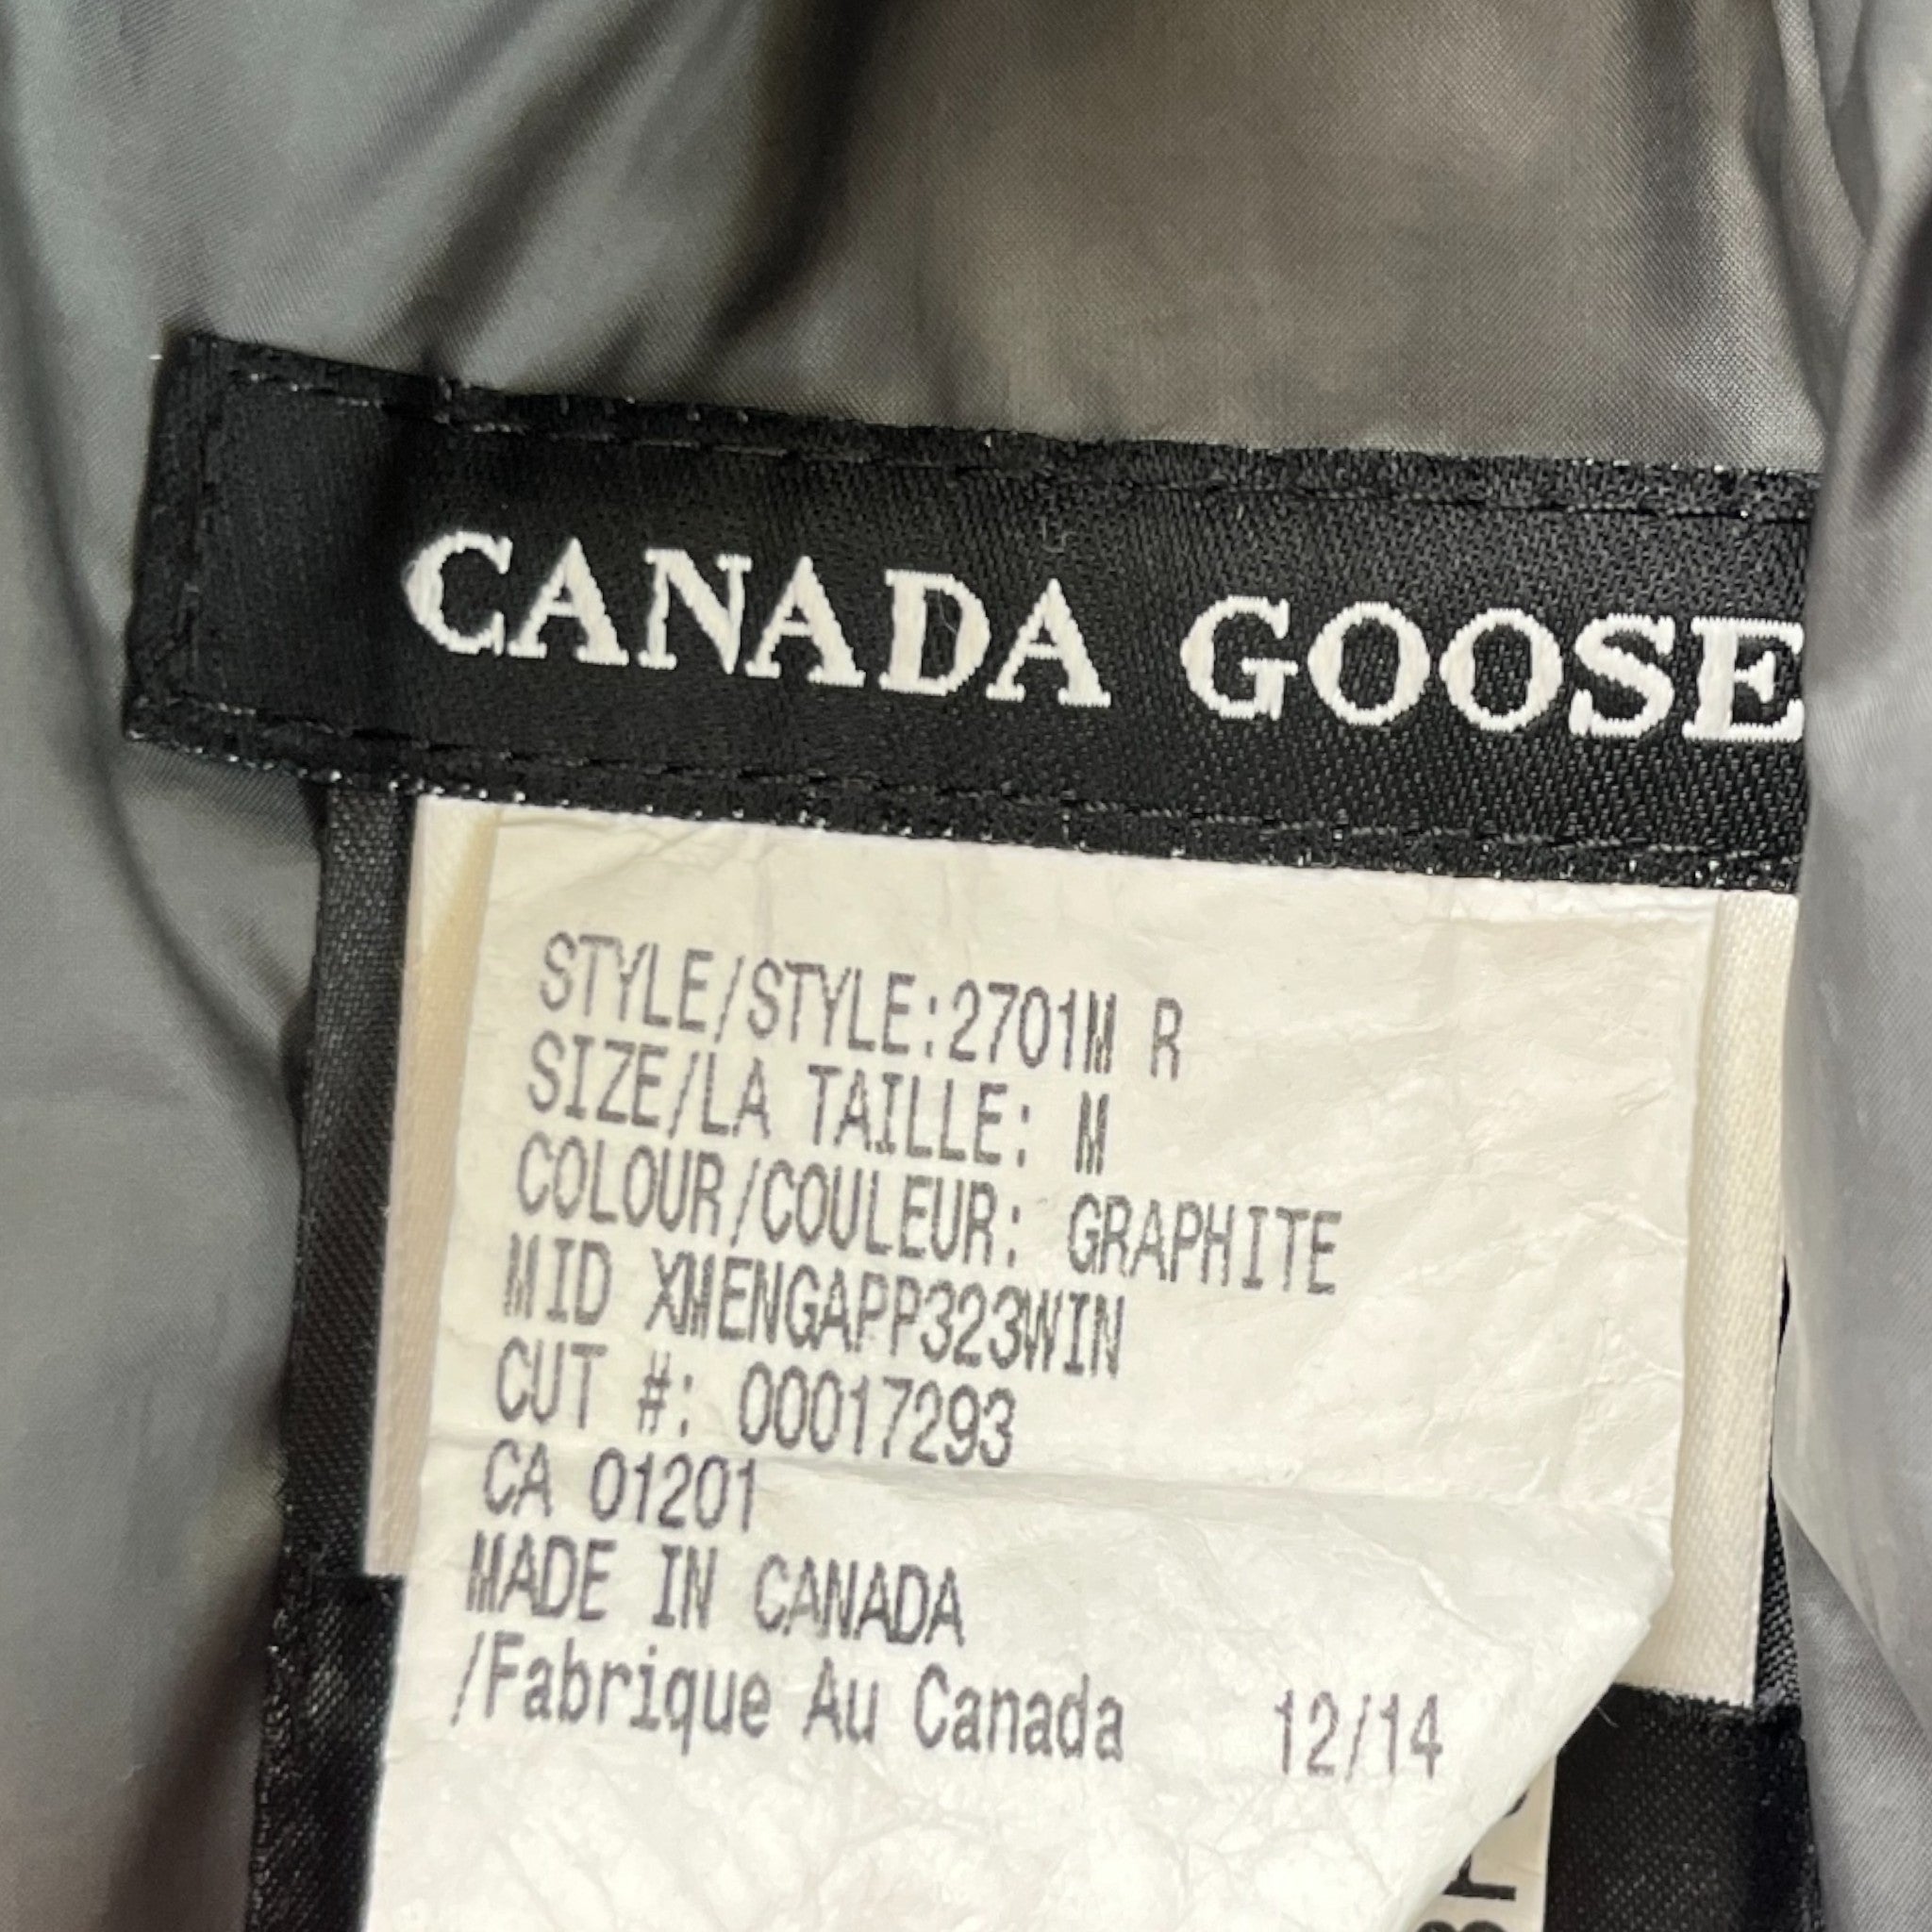 CANADA GOOSE
STYLE/STYLE:2701M R
SIZE/LA TAILLE: M
COLOUR/COULEUR: GRAPHITE
MID XMENGAPP323WIN
CUT #: 00017293
CA 01201
MADE IN CANADA
/Fabrique Au Canada 12/14